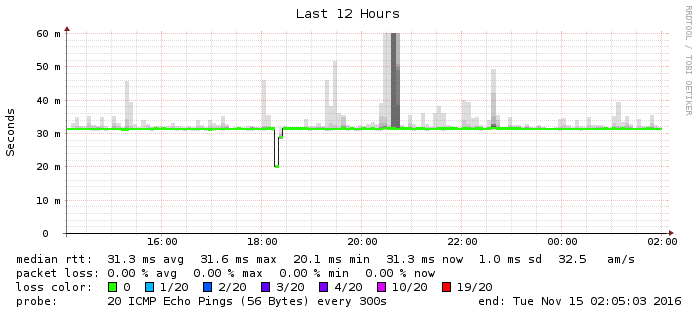 Last 12 Hours
RRDTOOL / TOBI OETIKER
Seconds
60 m
50 m
40 m
30 m
20 m
10 m
0
16:00 18:00 20:00 22:00 00:00 02:00
median rtt: 31.3 ms avg 31.6 ms max 20.1 ms min 31.3 ms now 1.0 ms sd 32.5 am/s
packet loss: 0.00 % avg 0.00 % max 0.00 % min 0.00 % now
loss color: 0 1/20 2/20 3/20 4/20 10/20 19/20
probe: 20 ICMP Echo Pings (56 Bytes) every 300s end: Tue Nov 15 02:05:03 2016